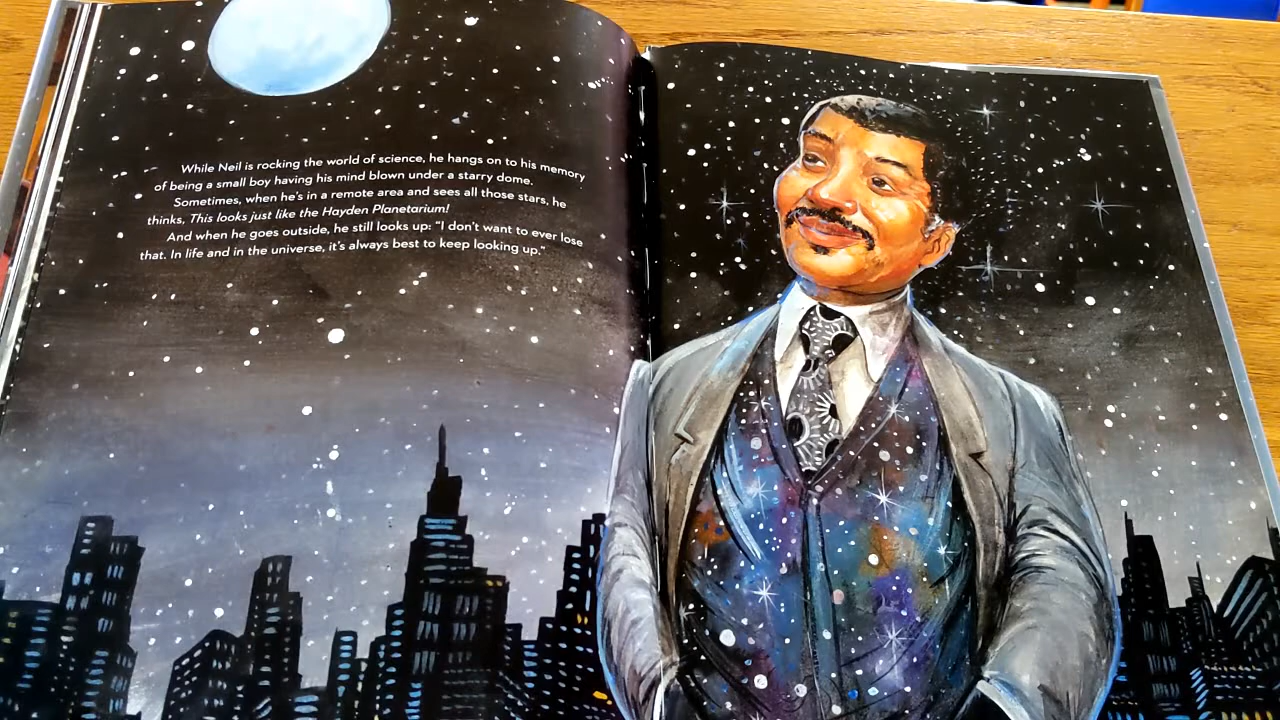 While Neil is rocking the world of science, he hangs on to his memory
of being a small boy having his mind blown under a starry dome.
Sometimes, when he's in a remote area and sees all those stars, he
thinks, This looks just like the Hayden Planetarium!
And when he goes outside, he still looks up: “I don't want to ever lose
that. In life and in the universe, it's always best to keep looking up.”